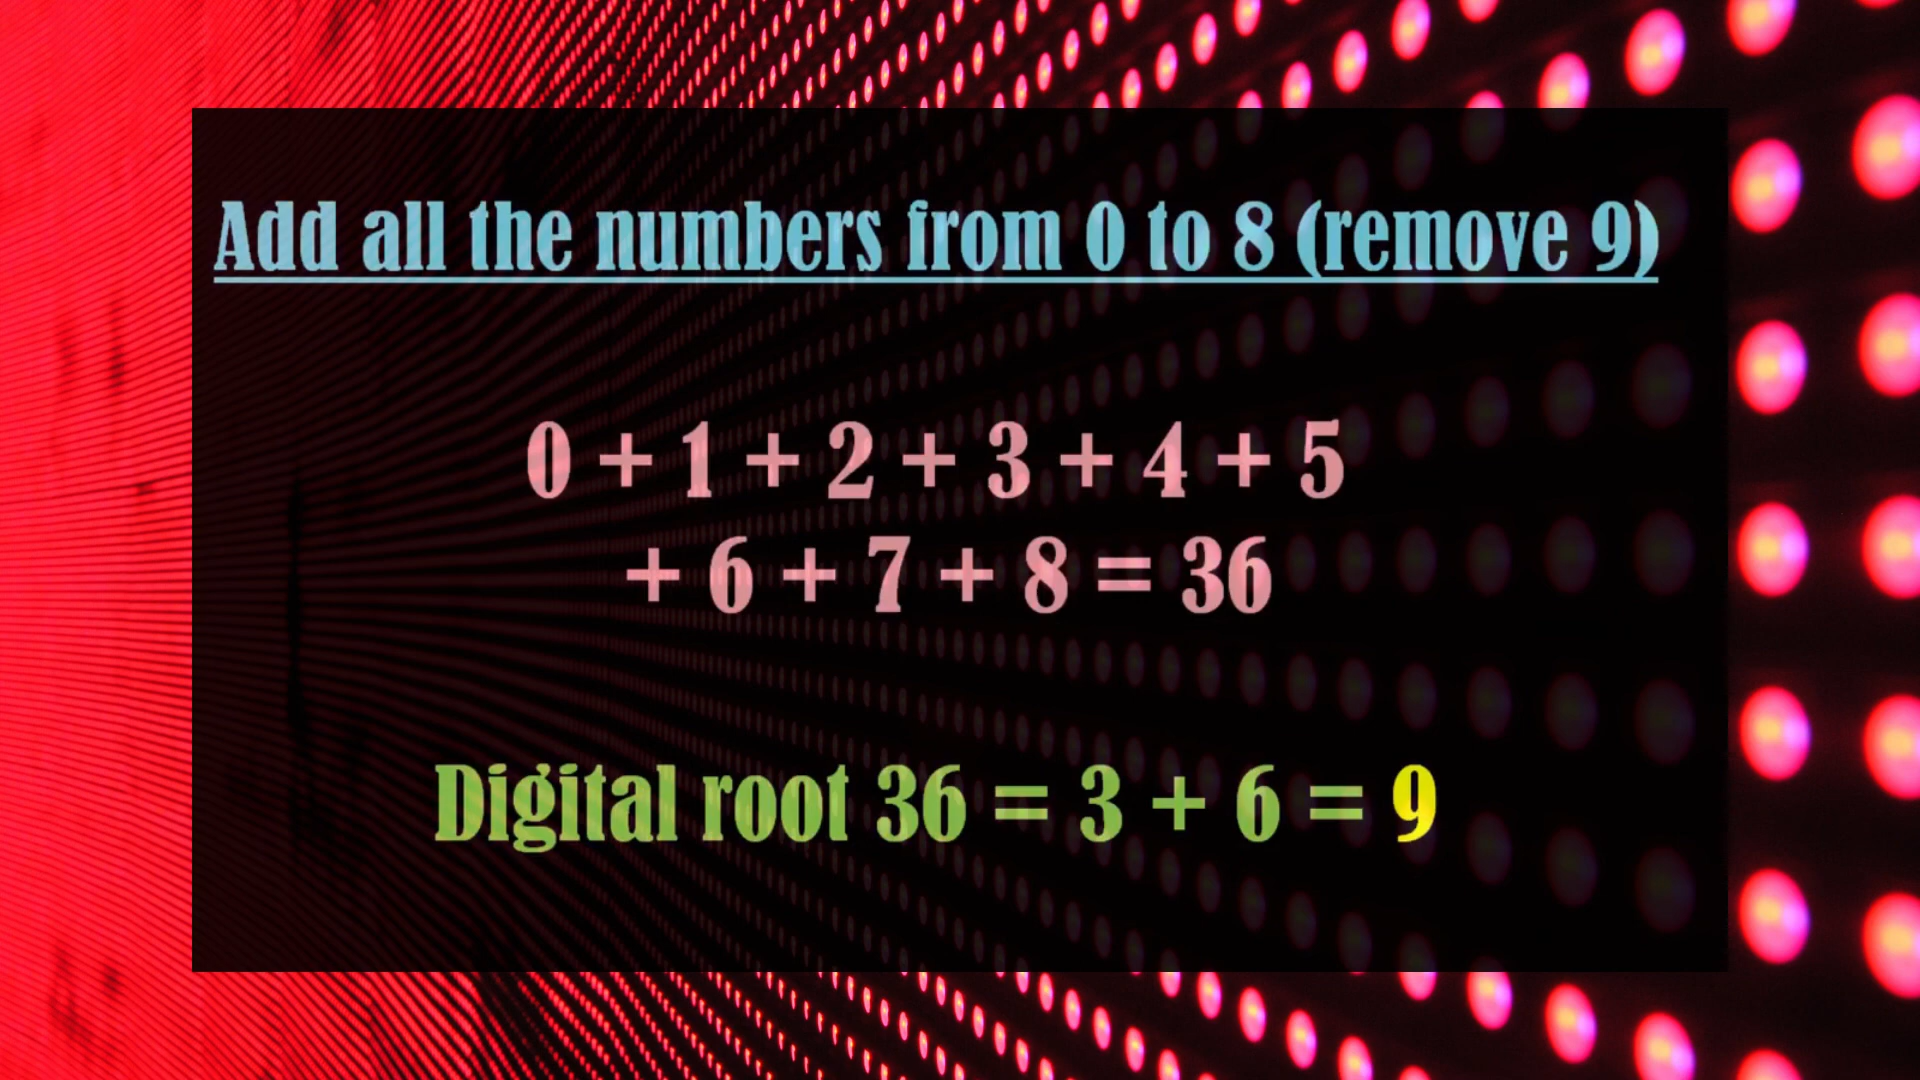 Add all the numbers from 0 to 8 (remove 9)
0 + 1 + 2 + 3 + 4 + 5
+ 6 + 7 + 8 = 36
Digital root 36 = 3 + 6 = 9